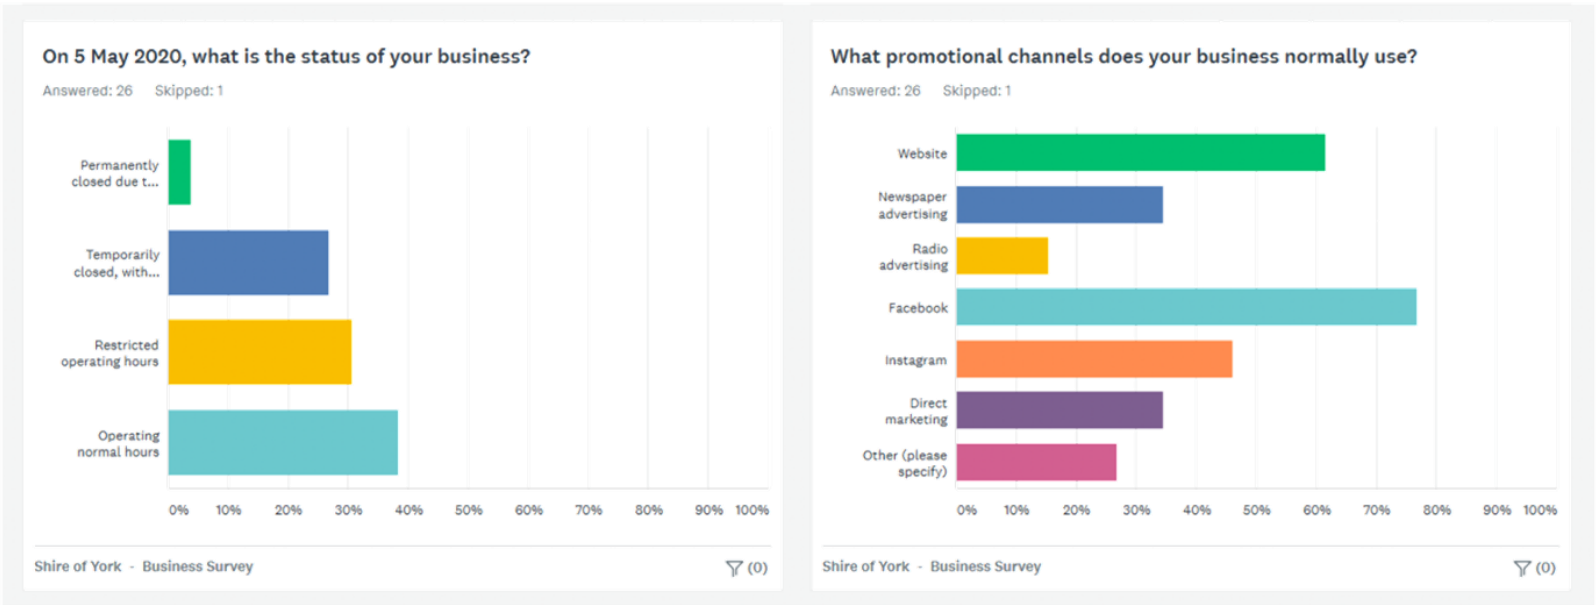 On 5 May 2020, what is the status of your business?
Answered: 26 Skipped: 1
Permanently
closed due t...
Temporarily
closed, with...
Restricted
operating hours
Operating
normal hours
0% 10% 20% 30% 40% 50% 60% 70% 80% 90% 100%
Shire of York - Business Survey
(0)
What promotional channels does your business normally use?
Answered: 26 Skipped: 1
Website
Newspaper
advertising
Radio
advertising
Facebook
Instagram
Direct
marketing
Other (please
specify)
0% 10% 20% 30% 40% 50% 60% 70% 80% 90% 100%
Shire of York - Business Survey
(0)